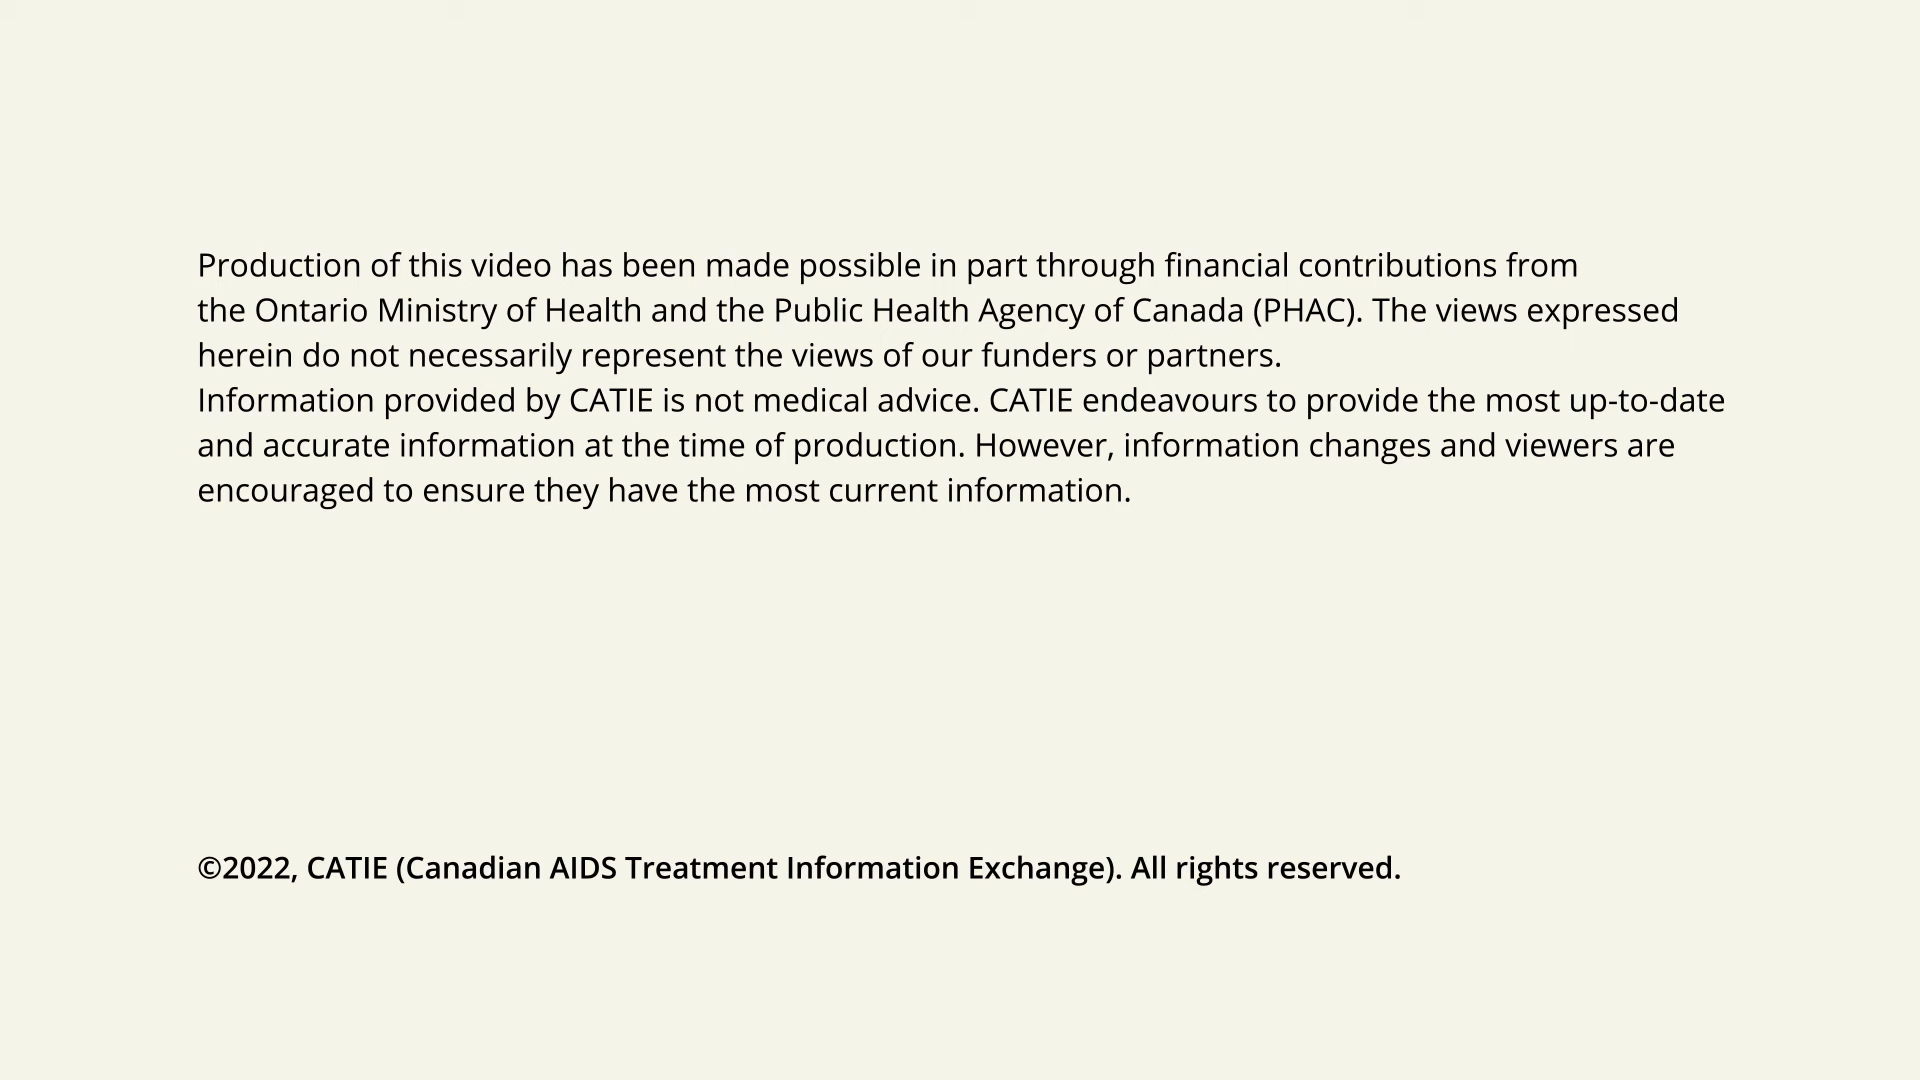 Production of this video has been made possible in part through financial contributions from
the Ontario Ministry of Health and the Public Health Agency of Canada (PHAC). The views expressed
herein do not necessarily represent the views of our funders or partners.
Information provided by CATIE is not medical advice. CATIE endeavours to provide the most up-to-date
and accurate information at the time of production. However, information changes and viewers are
encouraged to ensure they have the most current information.
©2022, CATIE (Canadian AIDS Treatment Information Exchange). All rights reserved.